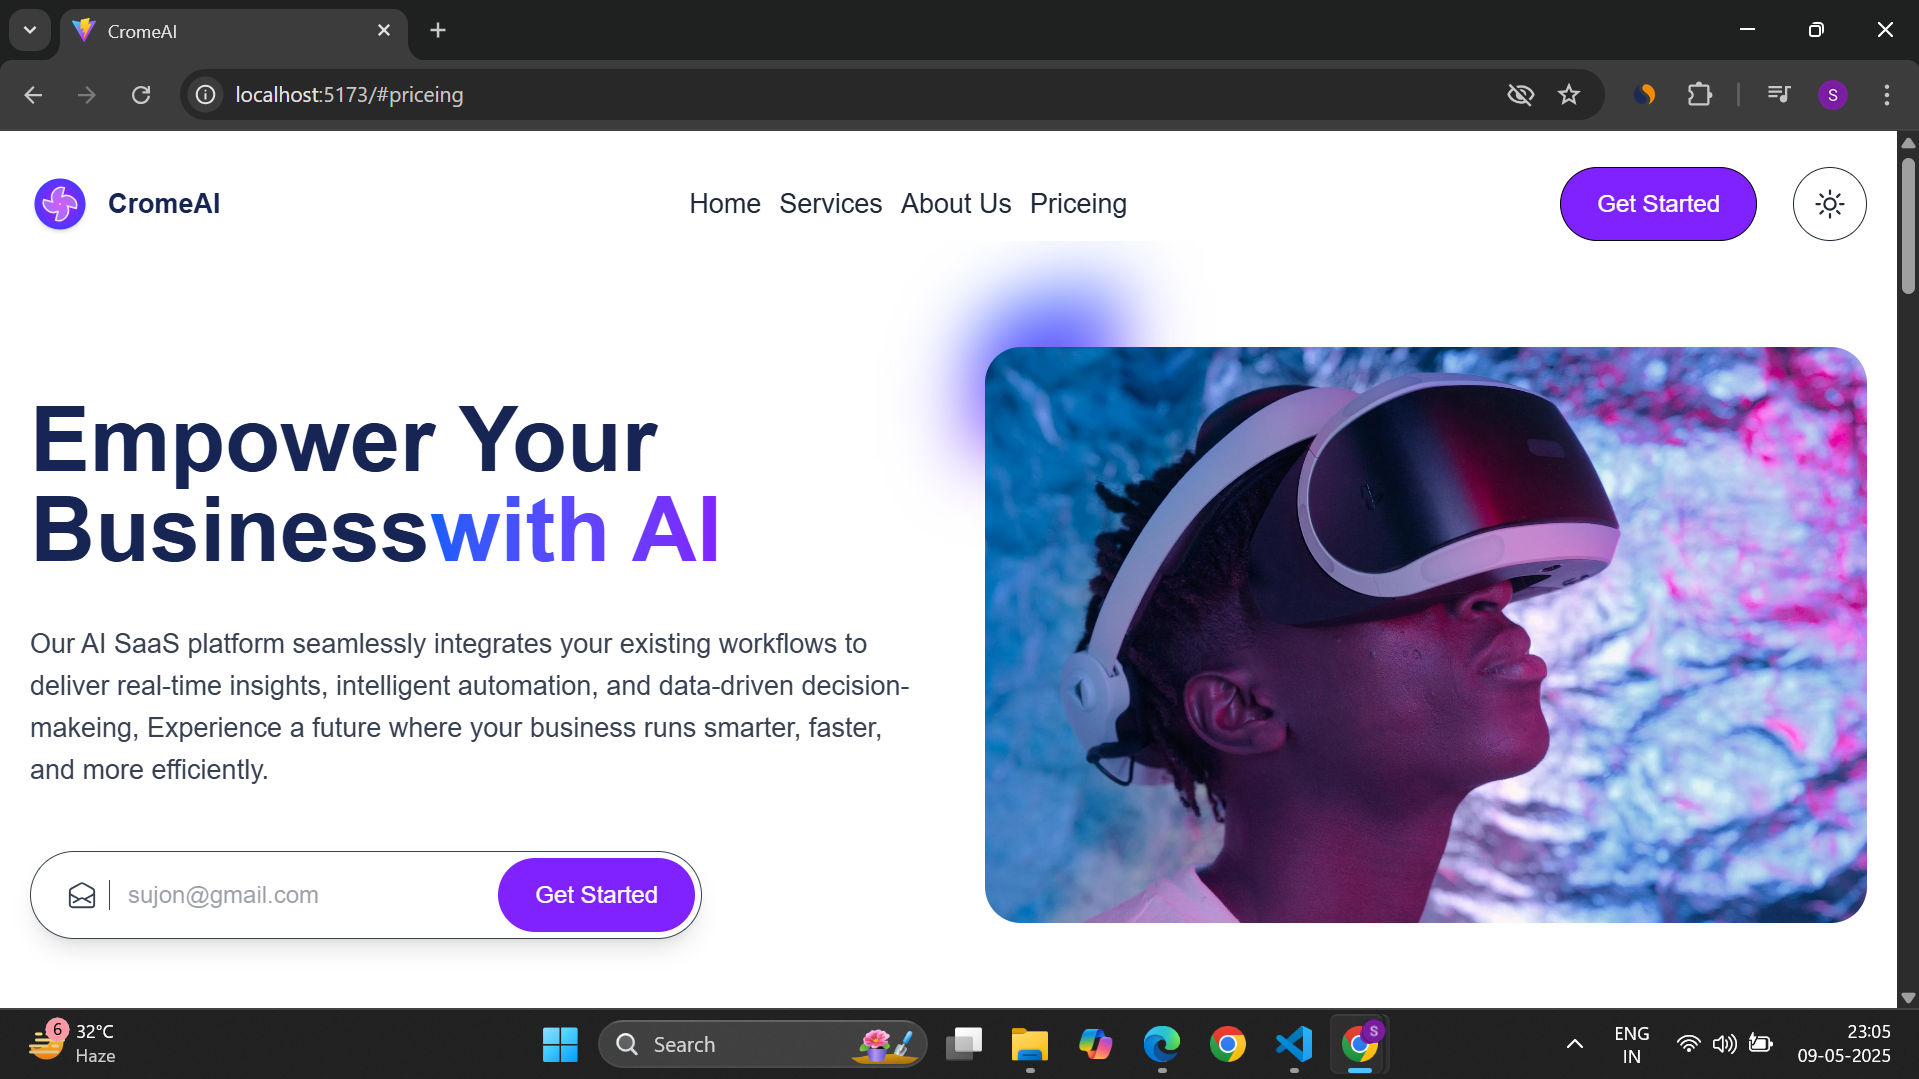 CromeAI
localhost:5173/#priceing
S
CromeAI
Home Services About Us Priceing
Get Started
Empower Your
Businesswith AI
Our AI SaaS platform seamlessly integrates your existing workflows to
deliver real-time insights, intelligent automation, and data-driven decision-
makeing, Experience a future where your business runs smarter, faster,
and more efficiently.
sujon@gmail.com
Get Started
6
32°C
Haze
Search
S
ENG
IN
23:05
09-05-2025